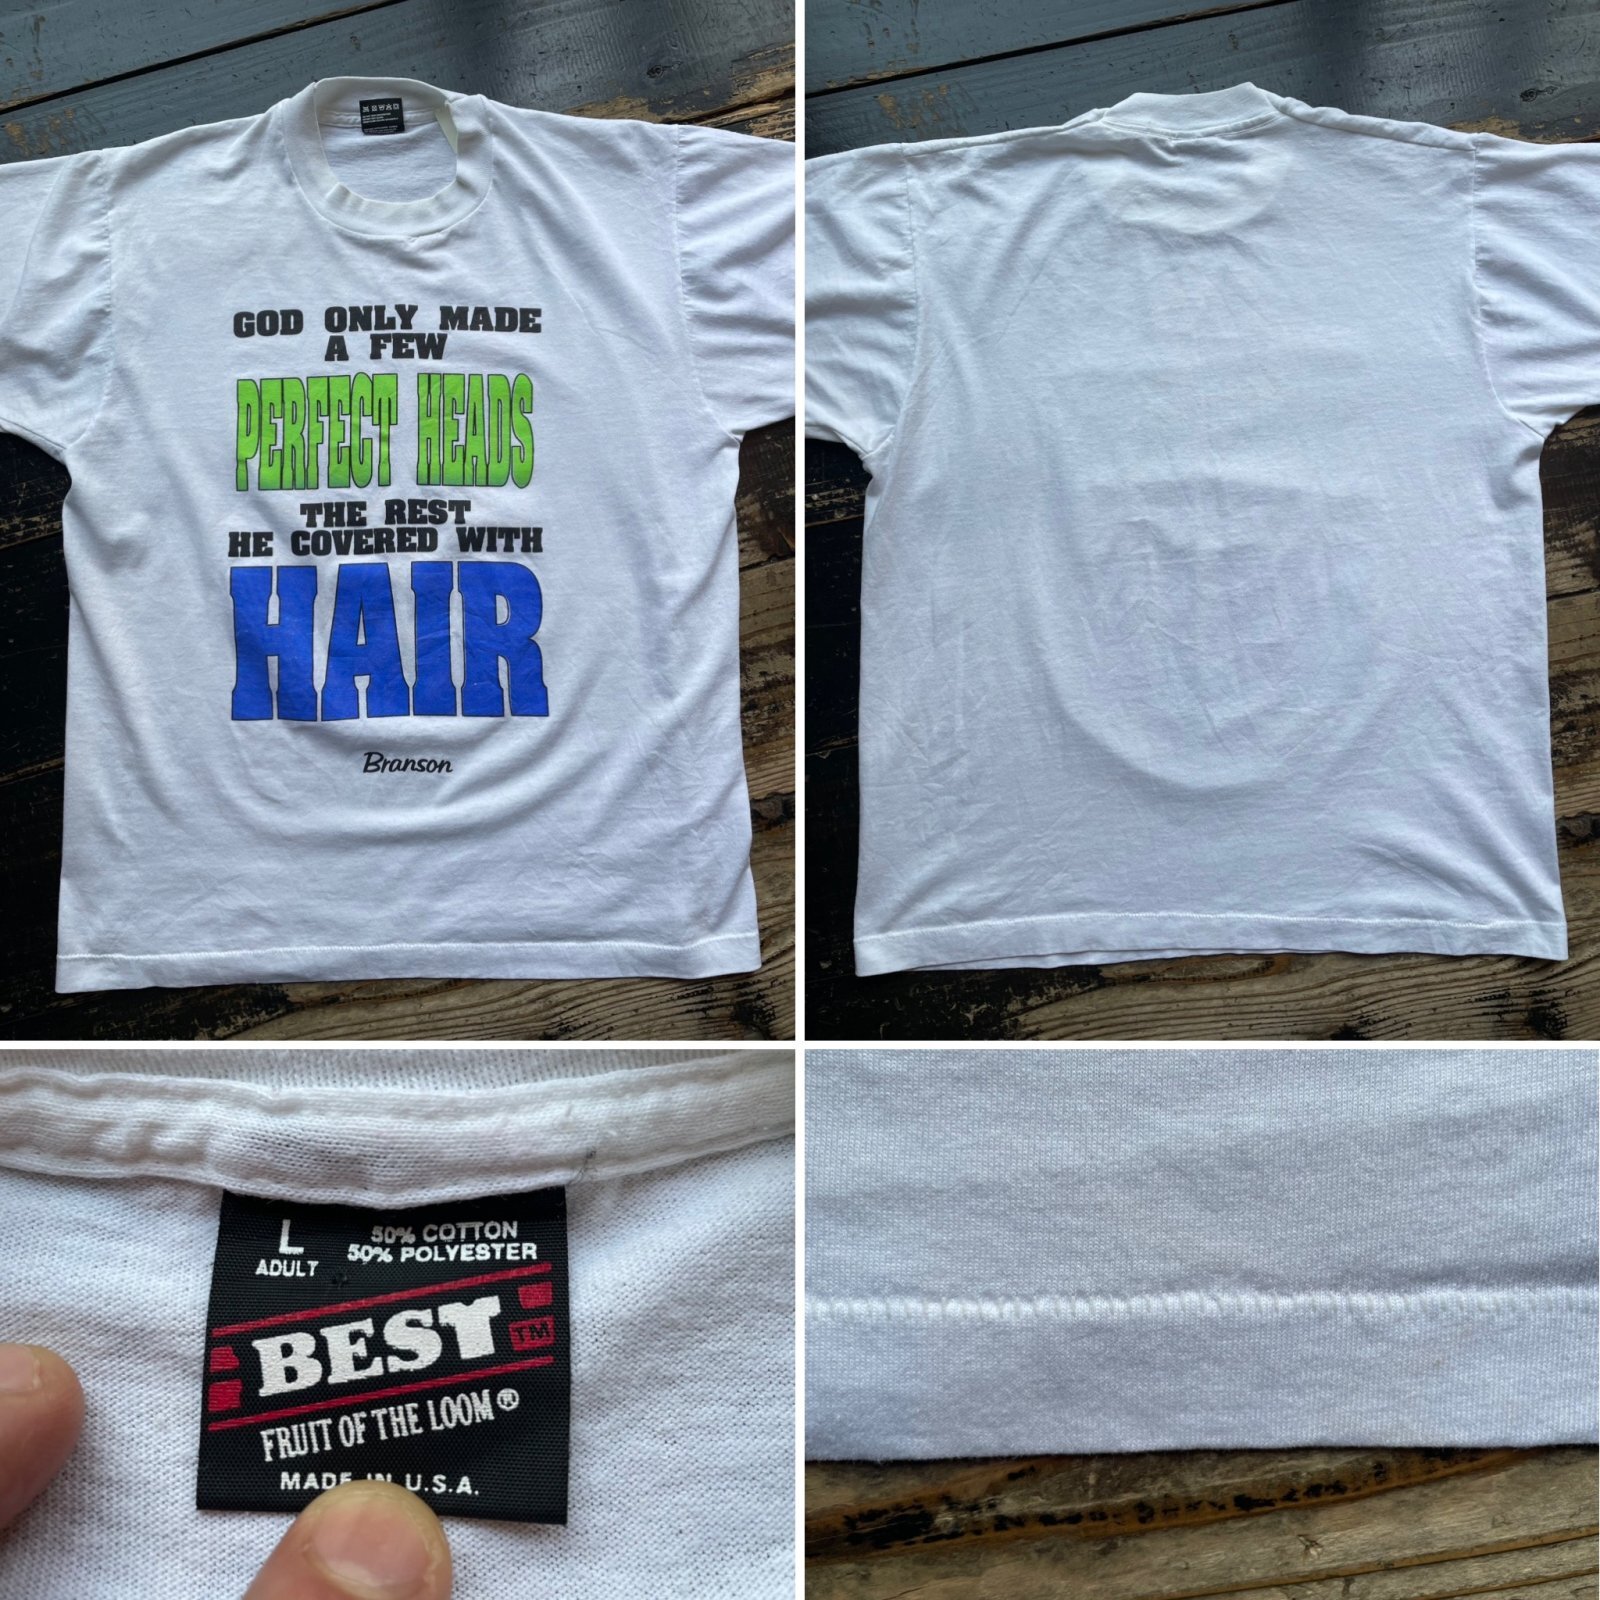 GOD ONLY MADE
A FEW
PERFECT HEADS
THE REST
HE COVERED WITH
HAIR
Branson
L
ADULT
50% COTTON
50% POLYESTER
BEST
TM
FRUIT OF THE LOOM®
MADE IN U.S.A.